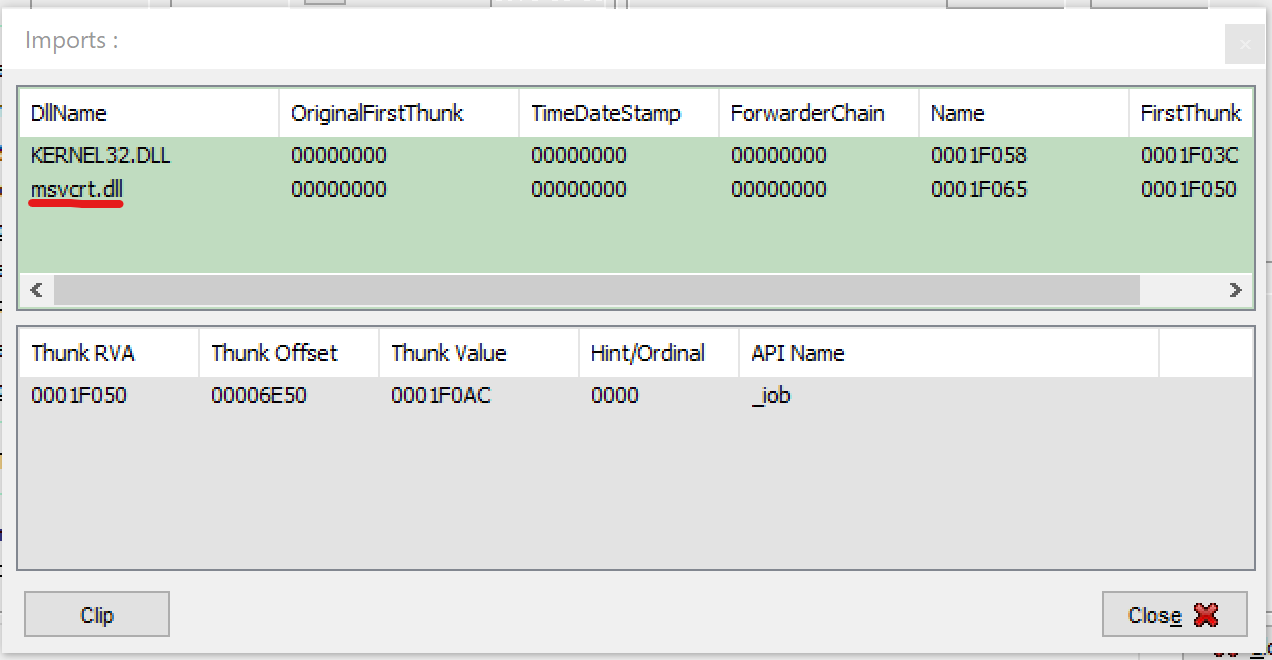 Imports :
DllName OriginalFirstThunk TimeDateStamp ForwarderChain Name FirstThunk
KERNEL32.DLL 00000000 00000000 00000000 0001F058 0001F03C
msvcrt.dll 00000000 00000000 00000000 0001F065 0001F050
Thunk RVA Thunk Offset Thunk Value Hint/Ordinal API Name
0001F050 00006E50 0001F0AC 0000 _iob
Clip Close